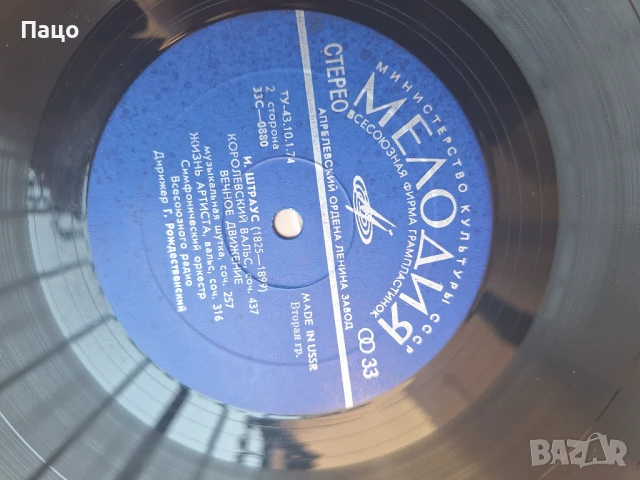 Пацо
МИНИСТЕРСТВО КУЛЬТУРЫ СССР
МЕЛОДИЯ
ВСЕСОЮЗНАЯ ФИРМА ГРАМПЛАСТИНОК
СТЕРЕО
33
АПРЕЛЕВСКИЙ ОРДЕНА ЛЕНИНА ЗАВОД
ТУ-43.10.1.74
2 сторона
33С—0880
MADE IN USSR
Вторая гр.
И. ШТРАУС (1825—1899)
КОРОЛЕВСКИЙ ВАЛЬС, соч. 437
ВЕЧНОЕ ДВИЖЕНИЕ
музыкальная шутка, соч. 257
ЖИЗНЬ АРТИСТА, вальс, соч. 316
Симфонический оркестр
Всесоюзного радио
Дирижер Г. Рождественский
BAZAR